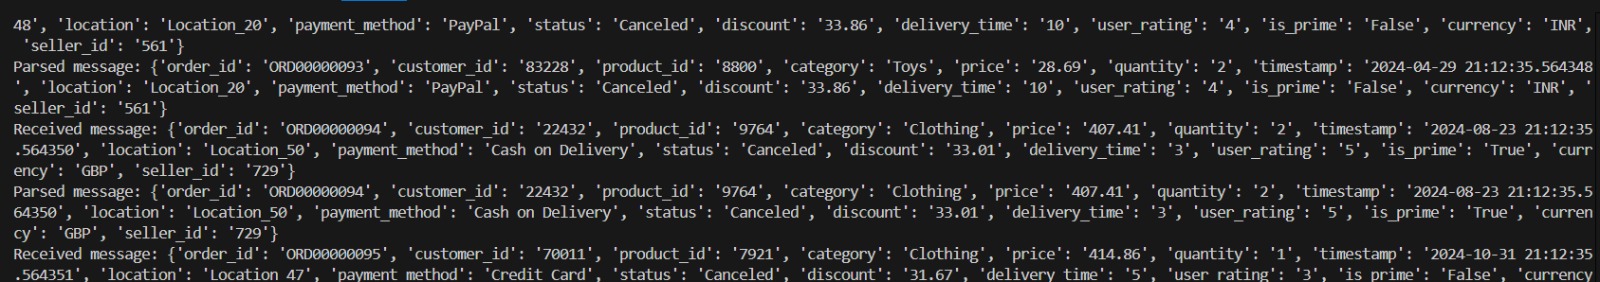 48', 'location': 'Location_20', 'payment_method': 'PayPal', 'status': 'Canceled', 'discount': '33.86', 'delivery_time': '10', 'user_rating': '4', 'is_prime': 'False', 'currency': 'INR',
'seller_id': '561'}
Parsed message: {'order_id': 'ORD00000093', 'customer_id': '83228', 'product_id': '8800', 'category': 'Toys', 'price': '28.69', 'quantity': '2', 'timestamp': '2024-04-29 21:12:35.564348
', 'location': 'Location_20', 'payment_method': 'PayPal', 'status': 'Canceled', 'discount': '33.86', 'delivery_time': '10', 'user_rating': '4', 'is_prime': 'False', 'currency': 'INR', '
seller_id': '561'}
Received message: {'order_id': 'ORD00000094', 'customer_id': '22432', 'product_id': '9764', 'category': 'Clothing', 'price': '407.41', 'quantity': '2', 'timestamp': '2024-08-23 21:12:35
.564350', 'location': 'Location_50', 'payment_method': 'Cash on Delivery', 'status': 'Canceled', 'discount': '33.01', 'delivery_time': '3', 'user_rating': '5', 'is_prime': 'True', 'curr
ency': 'GBP', 'seller_id': '729'}
Parsed message: {'order_id': 'ORD00000094', 'customer_id': '22432', 'product_id': '9764', 'category': 'Clothing', 'price': '407.41', 'quantity': '2', 'timestamp': '2024-08-23 21:12:35.5
64350', 'location': 'Location_50', 'payment_method': 'Cash on Delivery', 'status': 'Canceled', 'discount': '33.01', 'delivery_time': '3', 'user_rating': '5', 'is_prime': 'True', 'curren
cy': 'GBP', 'seller_id': '729'}
Received message: {'order_id': 'ORD00000095', 'customer_id': '70011', 'product_id': '7921', 'category': 'Clothing', 'price': '414.86', 'quantity': '1', 'timestamp': '2024-10-31 21:12:35
.564351', 'location': 'Location_47', 'payment_method': 'Credit Card', 'status': 'Canceled', 'discount': '31.67', 'delivery_time': '5', 'user_rating': '3', 'is_prime': 'False', 'currency